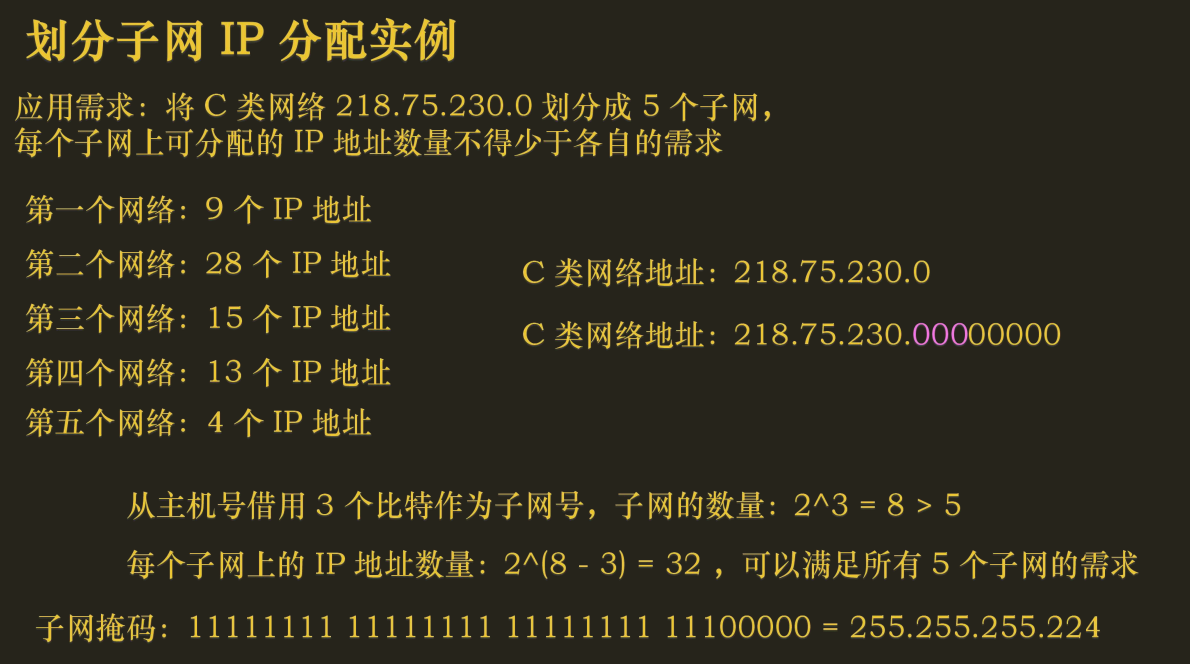 划分子网 IP 分配实例
应用需求：将 C 类网络 218.75.230.0 划分成 5 个子网，
每个子网上可分配的 IP 地址数量不得少于各自的需求
第一个网络：9 个 IP 地址
第二个网络：28 个 IP 地址
第三个网络：15 个 IP 地址
第四个网络：13 个 IP 地址
第五个网络：4 个 IP 地址
C 类网络地址：218.75.230.0
C 类网络地址：218.75.230.00000000
从主机号借用 3 个比特作为子网号，子网的数量：2^3 = 8 > 5
每个子网上的 IP 地址数量：2^(8 - 3) = 32 ，可以满足所有 5 个子网的需求
子网掩码：11111111 11111111 11111111 11100000 = 255.255.255.224